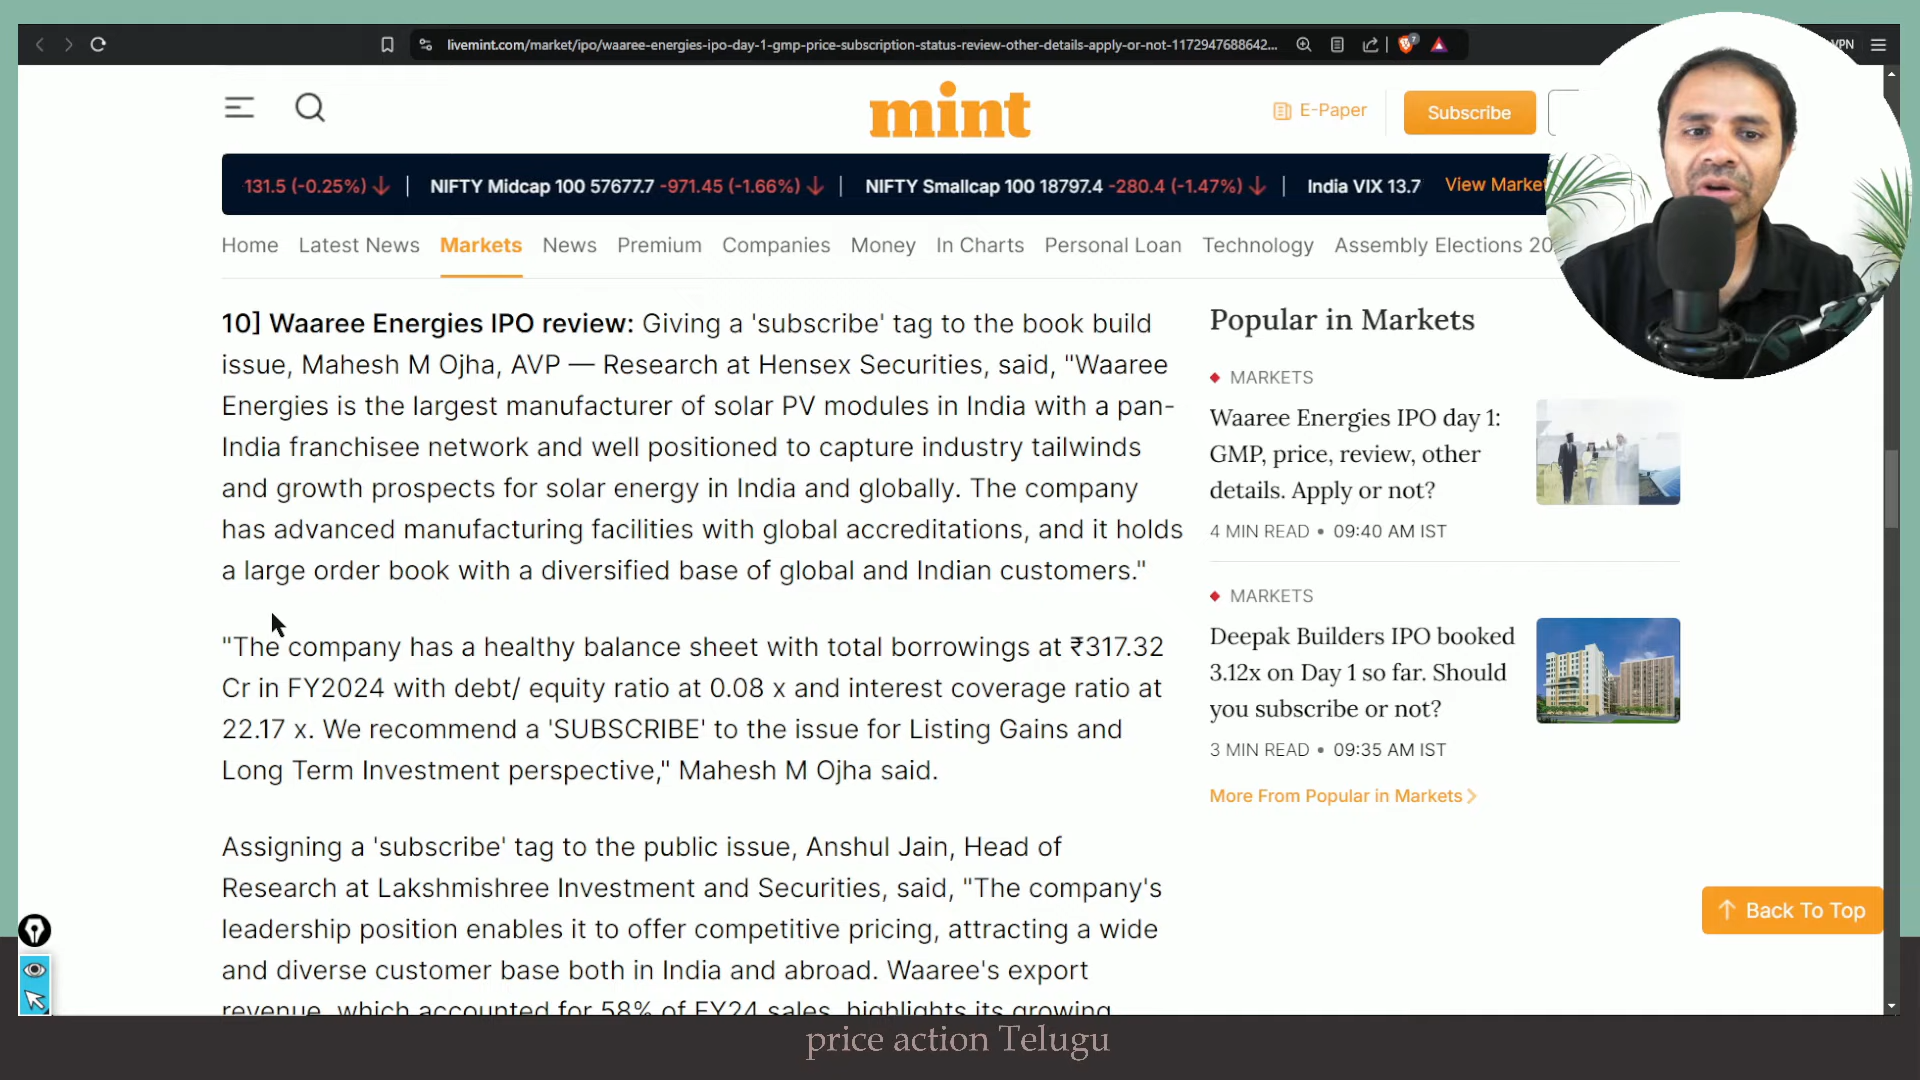 livemint.com/market/ipo/waaree-energies-ipo-day-1-gmp-price-subscription-status-review-other-details-apply-or-not-1172947688642...
VPN
mint
E-Paper
Subscribe
131.5 (-0.25%) | NIFTY Midcap 100 57677.7 -971.45 (-1.66%) | NIFTY Smallcap 100 18797.4 -280.4 (-1.47%) | India VIX 13.7 View Market
Home Latest News Markets News Premium Companies Money In Charts Personal Loan Technology Assembly Elections 20
10] Waaree Energies IPO review: Giving a 'subscribe' tag to the book build
issue, Mahesh M Ojha, AVP — Research at Hensex Securities, said, "Waaree
Energies is the largest manufacturer of solar PV modules in India with a pan-
India franchisee network and well positioned to capture industry tailwinds
and growth prospects for solar energy in India and globally. The company
has advanced manufacturing facilities with global accreditations, and it holds
a large order book with a diversified base of global and Indian customers."
"The company has a healthy balance sheet with total borrowings at ₹317.32
Cr in FY2024 with debt/ equity ratio at 0.08 x and interest coverage ratio at
22.17 x. We recommend a 'SUBSCRIBE' to the issue for Listing Gains and
Long Term Investment perspective," Mahesh M Ojha said.
Assigning a 'subscribe' tag to the public issue, Anshul Jain, Head of
Research at Lakshmishree Investment and Securities, said, "The company's
leadership position enables it to offer competitive pricing, attracting a wide
and diverse customer base both in India and abroad. Waaree's export
revenue, which accounted for 58% of FY24 sales, highlights its growing
Popular in Markets
MARKETS
Waaree Energies IPO day 1:
GMP, price, review, other
details. Apply or not?
4 MIN READ • 09:40 AM IST
MARKETS
Deepak Builders IPO booked
3.12x on Day 1 so far. Should
you subscribe or not?
3 MIN READ • 09:35 AM IST
More From Popular in Markets
Back To Top
price action Telugu